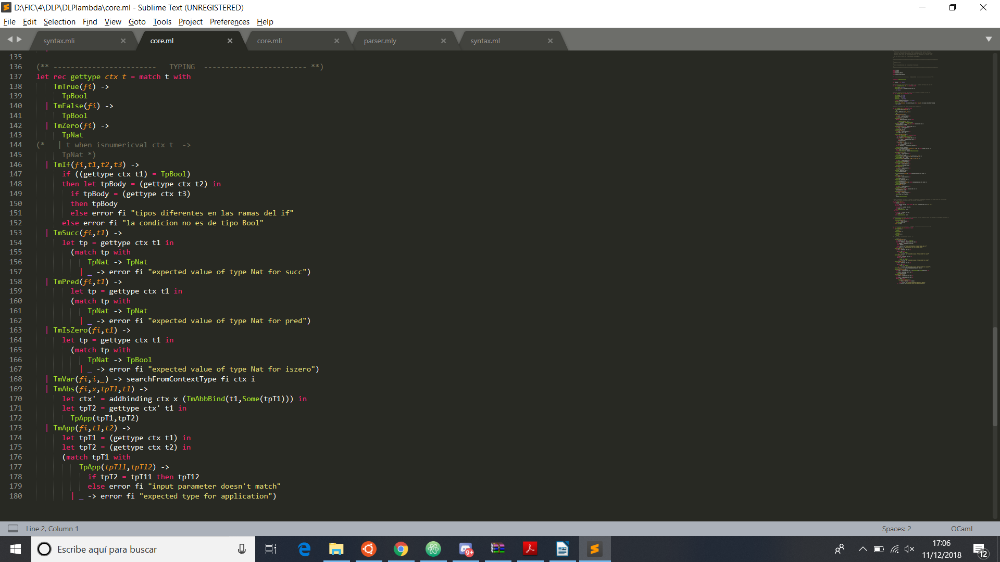 D:\FIC\4\DLP\DLPlambda\core.ml - Sublime Text (UNREGISTERED)
File Edit Selection Find View Goto Tools Project Preferences Help
syntax.mli core.ml core.mli parser.mly syntax.ml
135
136 (** ------------------------ TYPING ------------------------ **)
137 let rec gettype ctx t = match t with
138 TmTrue(fi) ->
139 TpBool
140 | TmFalse(fi) ->
141 TpBool
142 | TmZero(fi) ->
143 TpNat
144 (* | t when isnumericval ctx t ->
145 TpNat *)
146 | TmIf(fi,t1,t2,t3) ->
147 if ((gettype ctx t1) = TpBool)
148 then let tpBody = (gettype ctx t2) in
149 if tpBody = (gettype ctx t3)
150 then tpBody
151 else error fi "tipos diferentes en las ramas del if"
152 else error fi "la condicion no es de tipo Bool"
153 | TmSucc(fi,t1) ->
154 let tp = gettype ctx t1 in
155 (match tp with
156 TpNat -> TpNat
157 | _ -> error fi "expected value of type Nat for succ")
158 | TmPred(fi,t1) ->
159 let tp = gettype ctx t1 in
160 (match tp with
161 TpNat -> TpNat
162 | _ -> error fi "expected value of type Nat for pred")
163 | TmIsZero(fi,t1) ->
164 let tp = gettype ctx t1 in
165 (match tp with
166 TpNat -> TpBool
167 | _ -> error fi "expected value of type Nat for iszero")
168 | TmVar(fi,i,_) -> searchFromContextType fi ctx i
169 | TmAbs(fi,x,tpT1,t1) ->
170 let ctx' = addbinding ctx x (TmAbbBind(t1,Some(tpT1))) in
171 let tpT2 = gettype ctx' t1 in
172 TpApp(tpT1,tpT2)
173 | TmApp(fi,t1,t2) ->
174 let tpT1 = (gettype ctx t1) in
175 let tpT2 = (gettype ctx t2) in
176 (match tpT1 with
177 TpApp(tpT11,tpT12) ->
178 if tpT2 = tpT11 then tpT12
179 else error fi "input parameter doesn't match"
180 | _ -> error fi "expected type for application")
Line 2, Column 1 Spaces: 2 OCaml
Escribe aquí para buscar
9+
17:06
11/12/2018
12